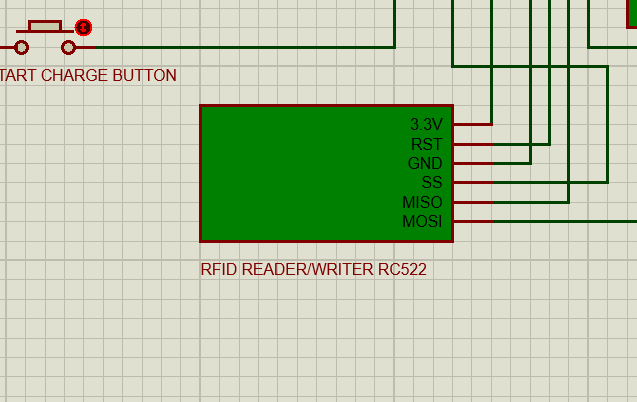 TART CHARGE BUTTON
3.3V
RST
GND
SS
MISO
MOSI
RFID READER/WRITER RC522